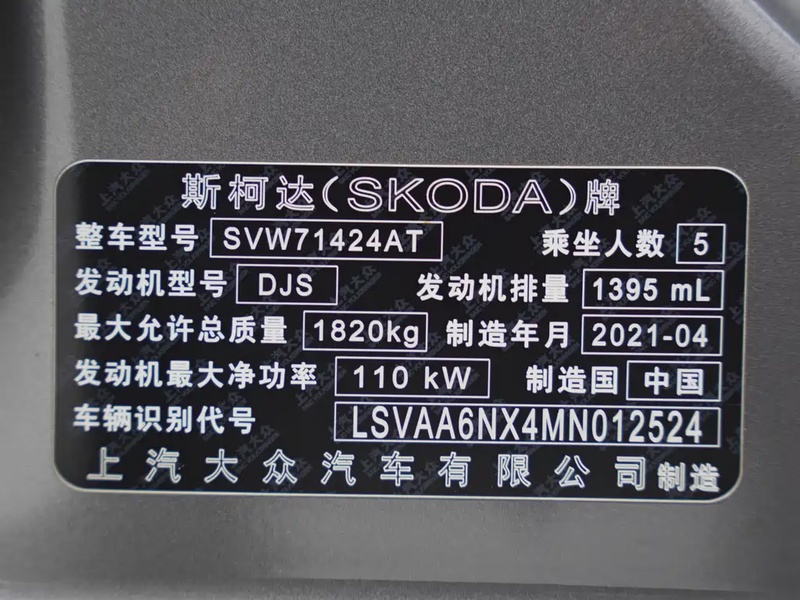 斯柯达(SKODA)牌
整车型号 SVW71424AT 乘坐人数 5
发动机型号 DJS 发动机排量 1395 mL
最大允许总质量 1820kg 制造年月 2021-04
发动机最大净功率 110 kW 制造国 中国
车辆识别代号 LSVAA6NX4MN012524
上汽大众汽车有限公司制造